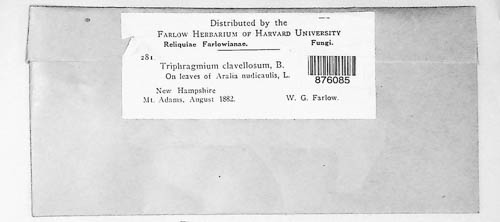 Distributed by the
FARLOW HERBARIUM OF HARVARD UNIVERSITY
Reliquiae Farlowianae. Fungi.
281.
Triphragmium clavellosum, B.
On leaves of Aralia nudicaulis, L.
876085
New Hampshire
Mt. Adams, August 1882. W. G. Farlow.